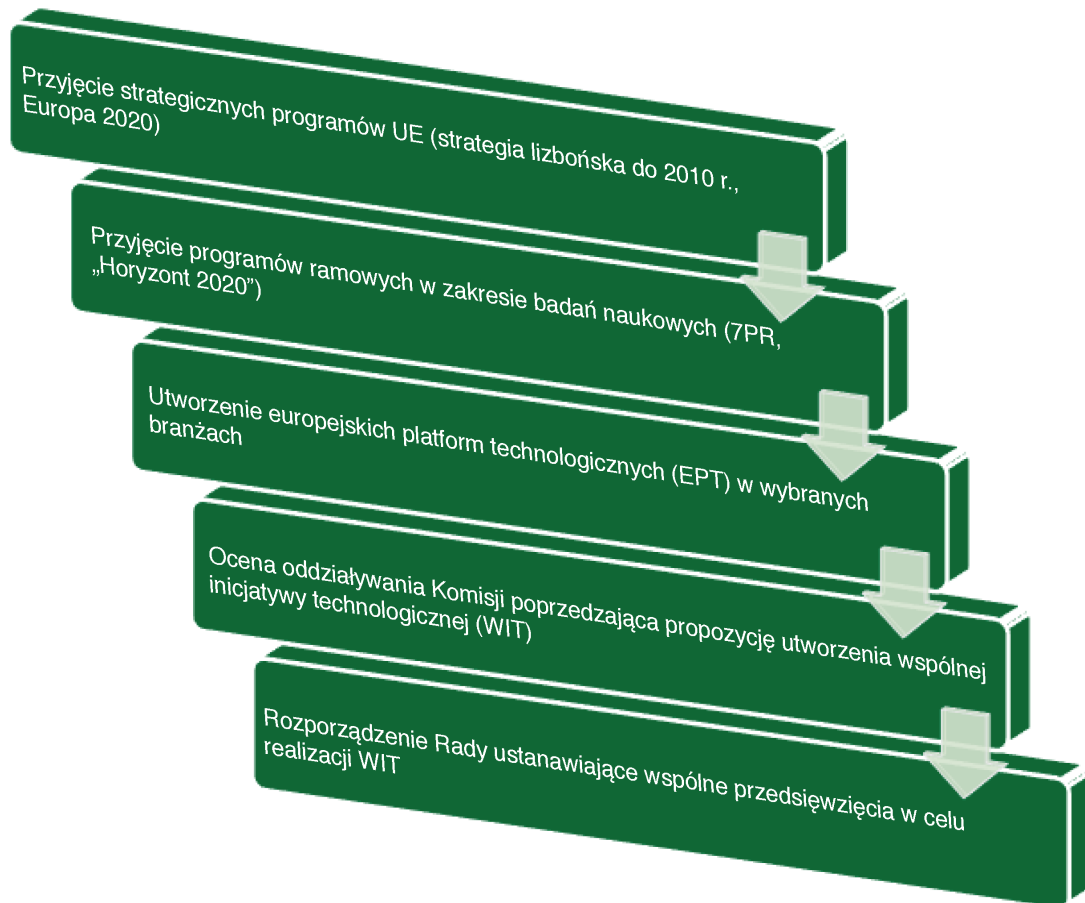 Przyjęcie strategicznych programów UE (strategia lizbońska do 2010 r.,
Europa 2020)
Przyjęcie programów ramowych w zakresie badań naukowych (7PR,
„Horyzont 2020”)
Utworzenie europejskich platform technologicznych (EPT) w wybranych
branżach
Ocena oddziaływania Komisji poprzedzająca propozycję utworzenia wspólnej
inicjatywy technologicznej (WIT)
Rozporządzenie Rady ustanawiające wspólne przedsięwzięcia w celu
realizacji WIT